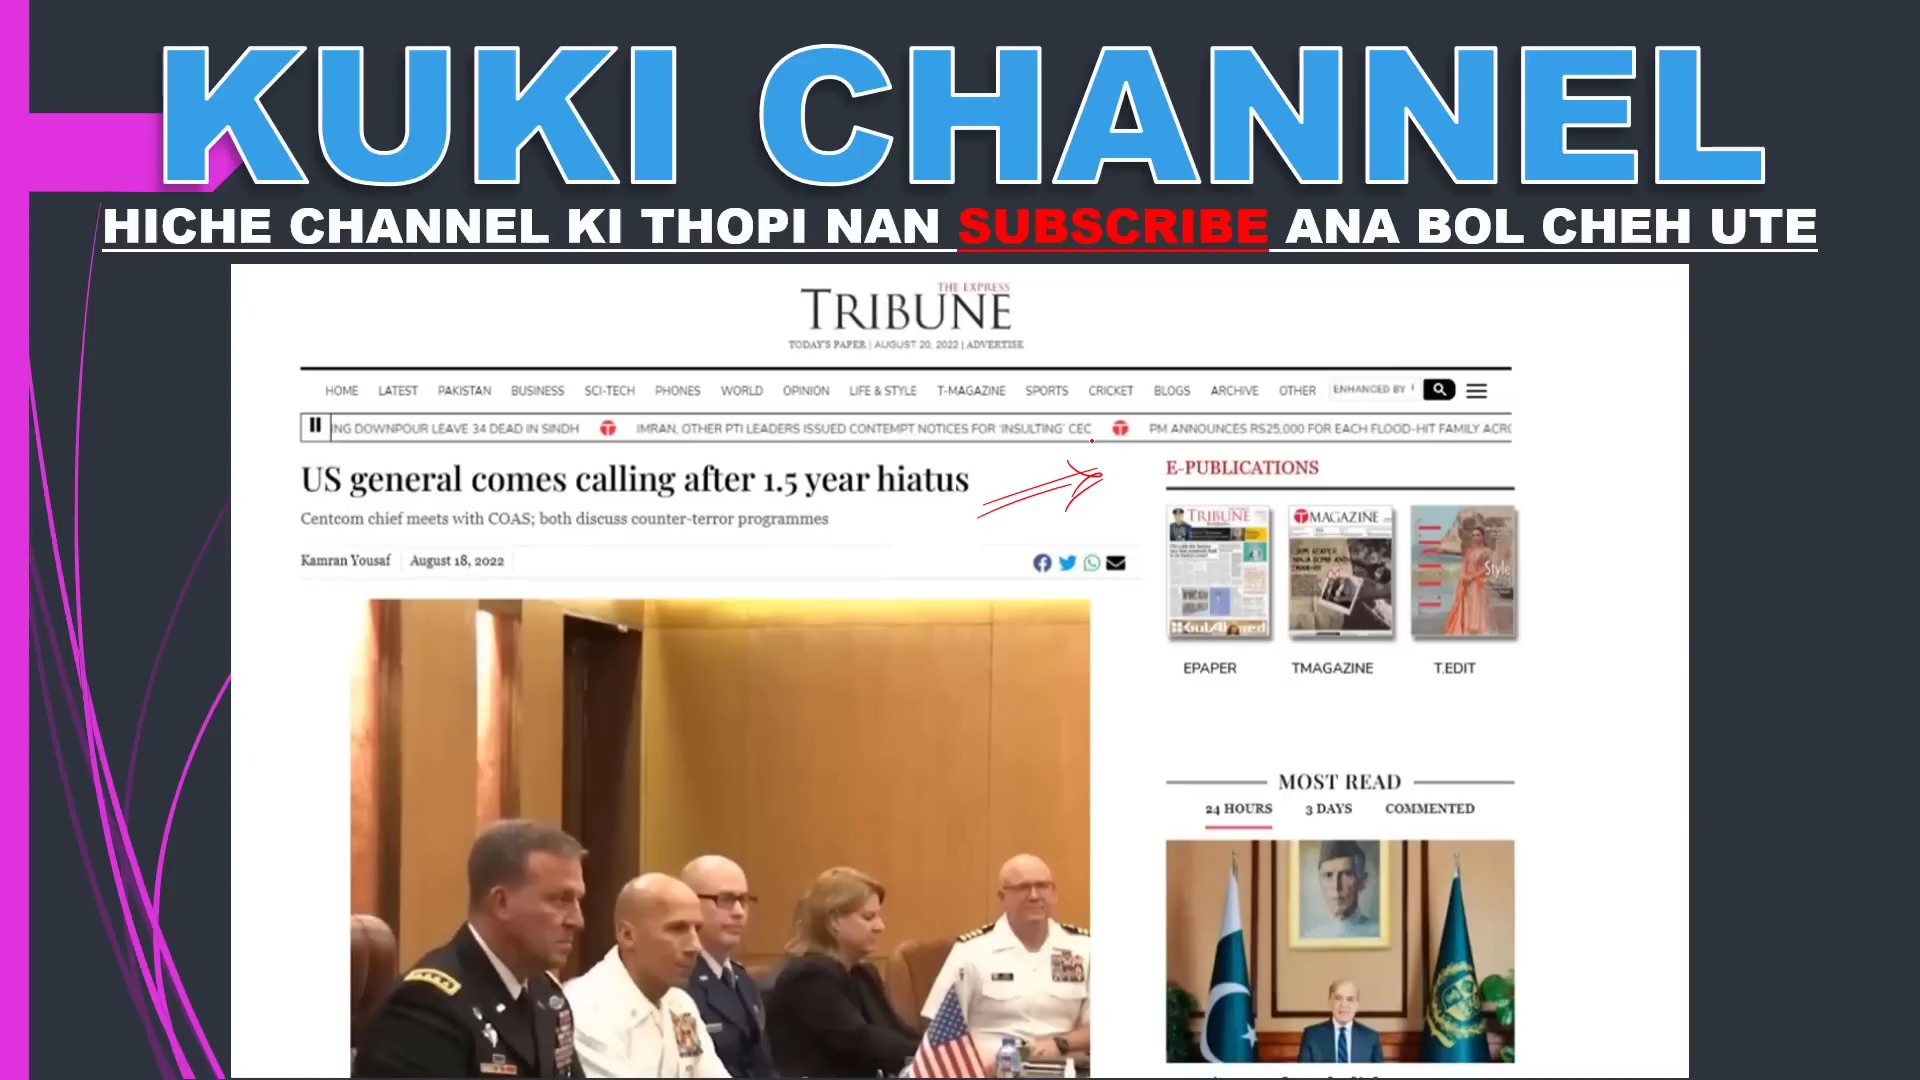 KUKI CHANNEL
HICHE CHANNEL KI THOPI NAN SUBSCRIBE ANA BOL CHEH UTE
THE EXPRESS
TRIBUNE
TODAY'S PAPER | AUGUST 20, 2022 | ADVERTISE
HOME LATEST PAKISTAN BUSINESS SCI-TECH PHONES WORLD OPINION LIFE & STYLE T-MAGAZINE SPORTS CRICKET BLOGS ARCHIVE OTHER ENHANCED BY
ING DOWNPOUR LEAVE 34 DEAD IN SINDH IMRAN, OTHER PTI LEADERS ISSUED CONTEMPT NOTICES FOR 'INSULTING' CEC PM ANNOUNCES RS25,000 FOR EACH FLOOD-HIT FAMILY ACRO
US general comes calling after 1.5 year hiatus
Centcom chief meets with COAS; both discuss counter-terror programmes
Kamran Yousaf August 18, 2022
E-PUBLICATIONS
TRIBUNE
TMAGAZINE
Style
EPAPER TMAGAZINE T.EDIT
MOST READ
24 HOURS 3 DAYS COMMENTED